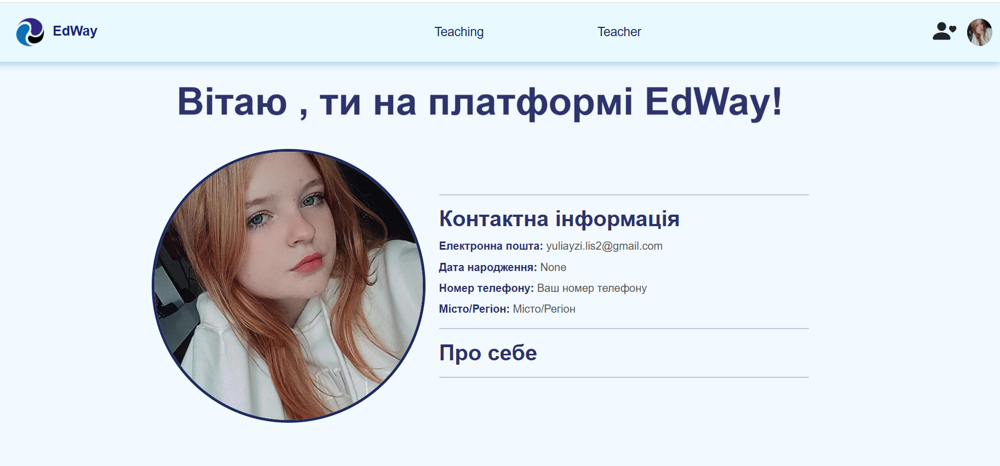 EdWay
Teaching
Teacher
Вітаю , ти на платформі EdWay!
Контактна інформація
Електронна пошта: yuliayzi.lis2@gmail.com
Дата народження: None
Номер телефону: Ваш номер телефону
Місто/Регіон: Місто/Регіон
Про себе